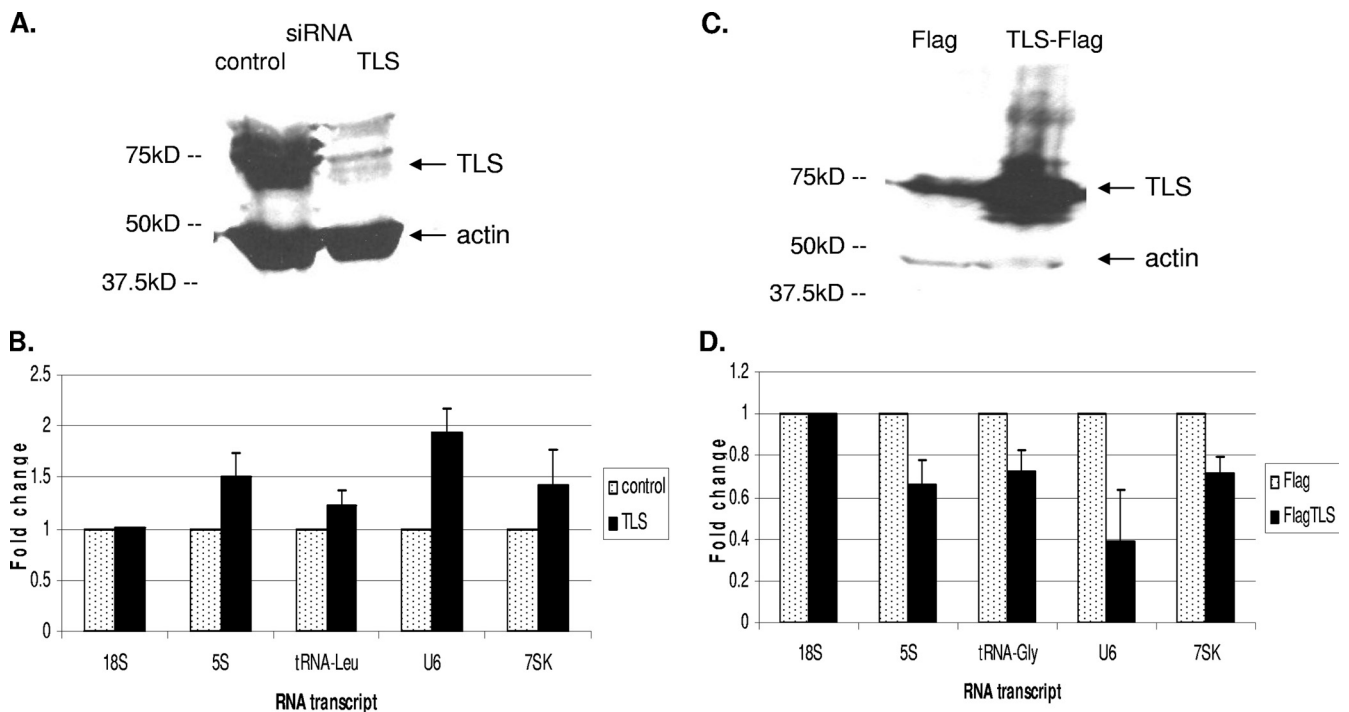 A.
siRNA
control TLS
75kD --
TLS
50kD --
actin
37.5kD --
B.
2.5
2
1.5
1
0.5
0
Fold change
18S 5S tRNA-Leu U6 7SK
RNA transcript
control
TLS
C.
Flag TLS-Flag
75kD --
TLS
50kD --
actin
37.5kD --
D.
1.2
1
0.8
0.6
0.4
0.2
0
Fold change
18S 5S tRNA-Gly U6 7SK
RNA transcript
Flag
FlagTLS